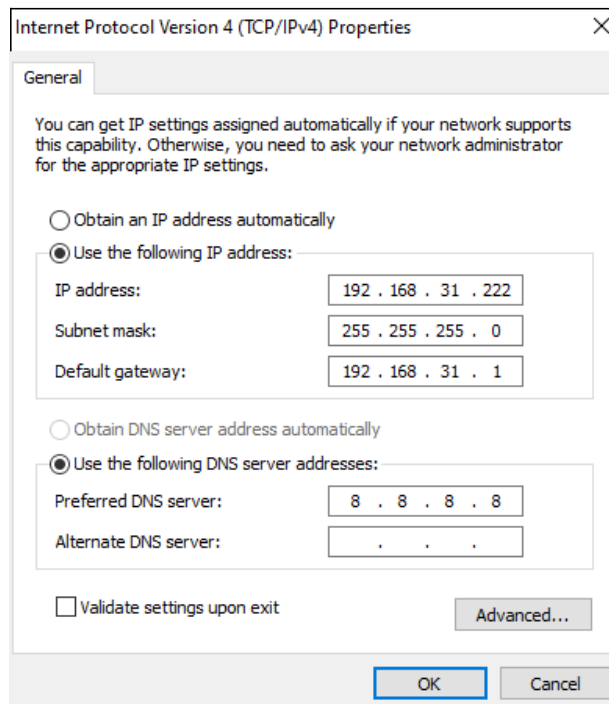 Internet Protocol Version 4 (TCP/IPv4) Properties
General
You can get IP settings assigned automatically if your network supports
this capability. Otherwise, you need to ask your network administrator
for the appropriate IP settings.
Obtain an IP address automatically
Use the following IP address:
IP address: 192 . 168 . 31 . 222
Subnet mask: 255 . 255 . 255 . 0
Default gateway: 192 . 168 . 31 . 1
Obtain DNS server address automatically
Use the following DNS server addresses:
Preferred DNS server: 8 . 8 . 8 . 8
Alternate DNS server: . . .
Validate settings upon exit
Advanced...
OK Cancel